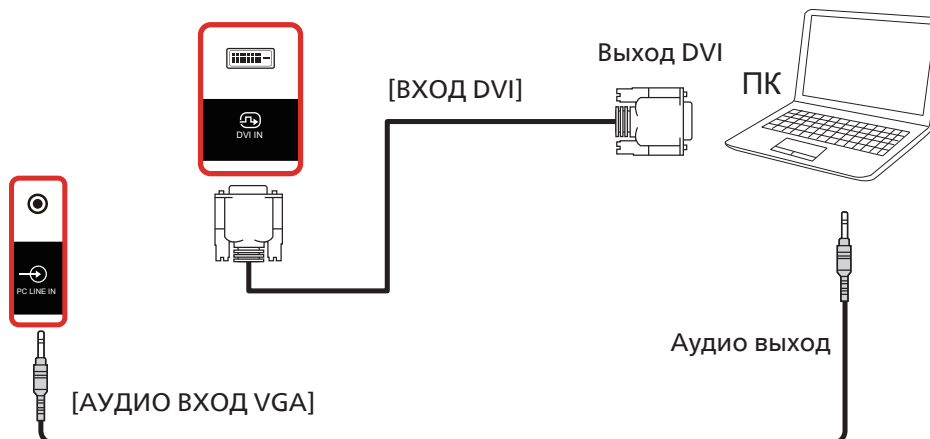 Выход DVI
ПК
[ВХОД DVI]
DVI IN
PC LINE IN
Аудио выход
[АУДИО ВХОД VGA]